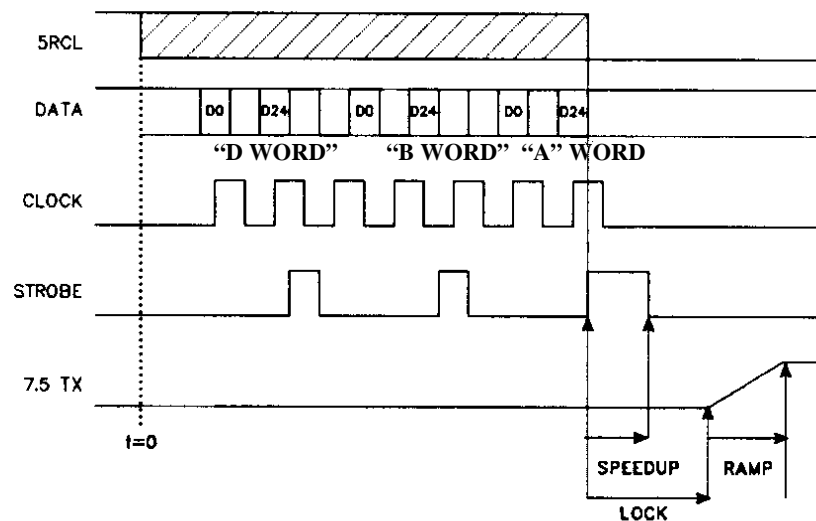 5RCL
DATA
D0 D24 D0 D24 D0 D24
“D WORD” “B WORD” “A” WORD
CLOCK
STROBE
7.5 TX
t=0
SPEEDUP RAMP
LOCK